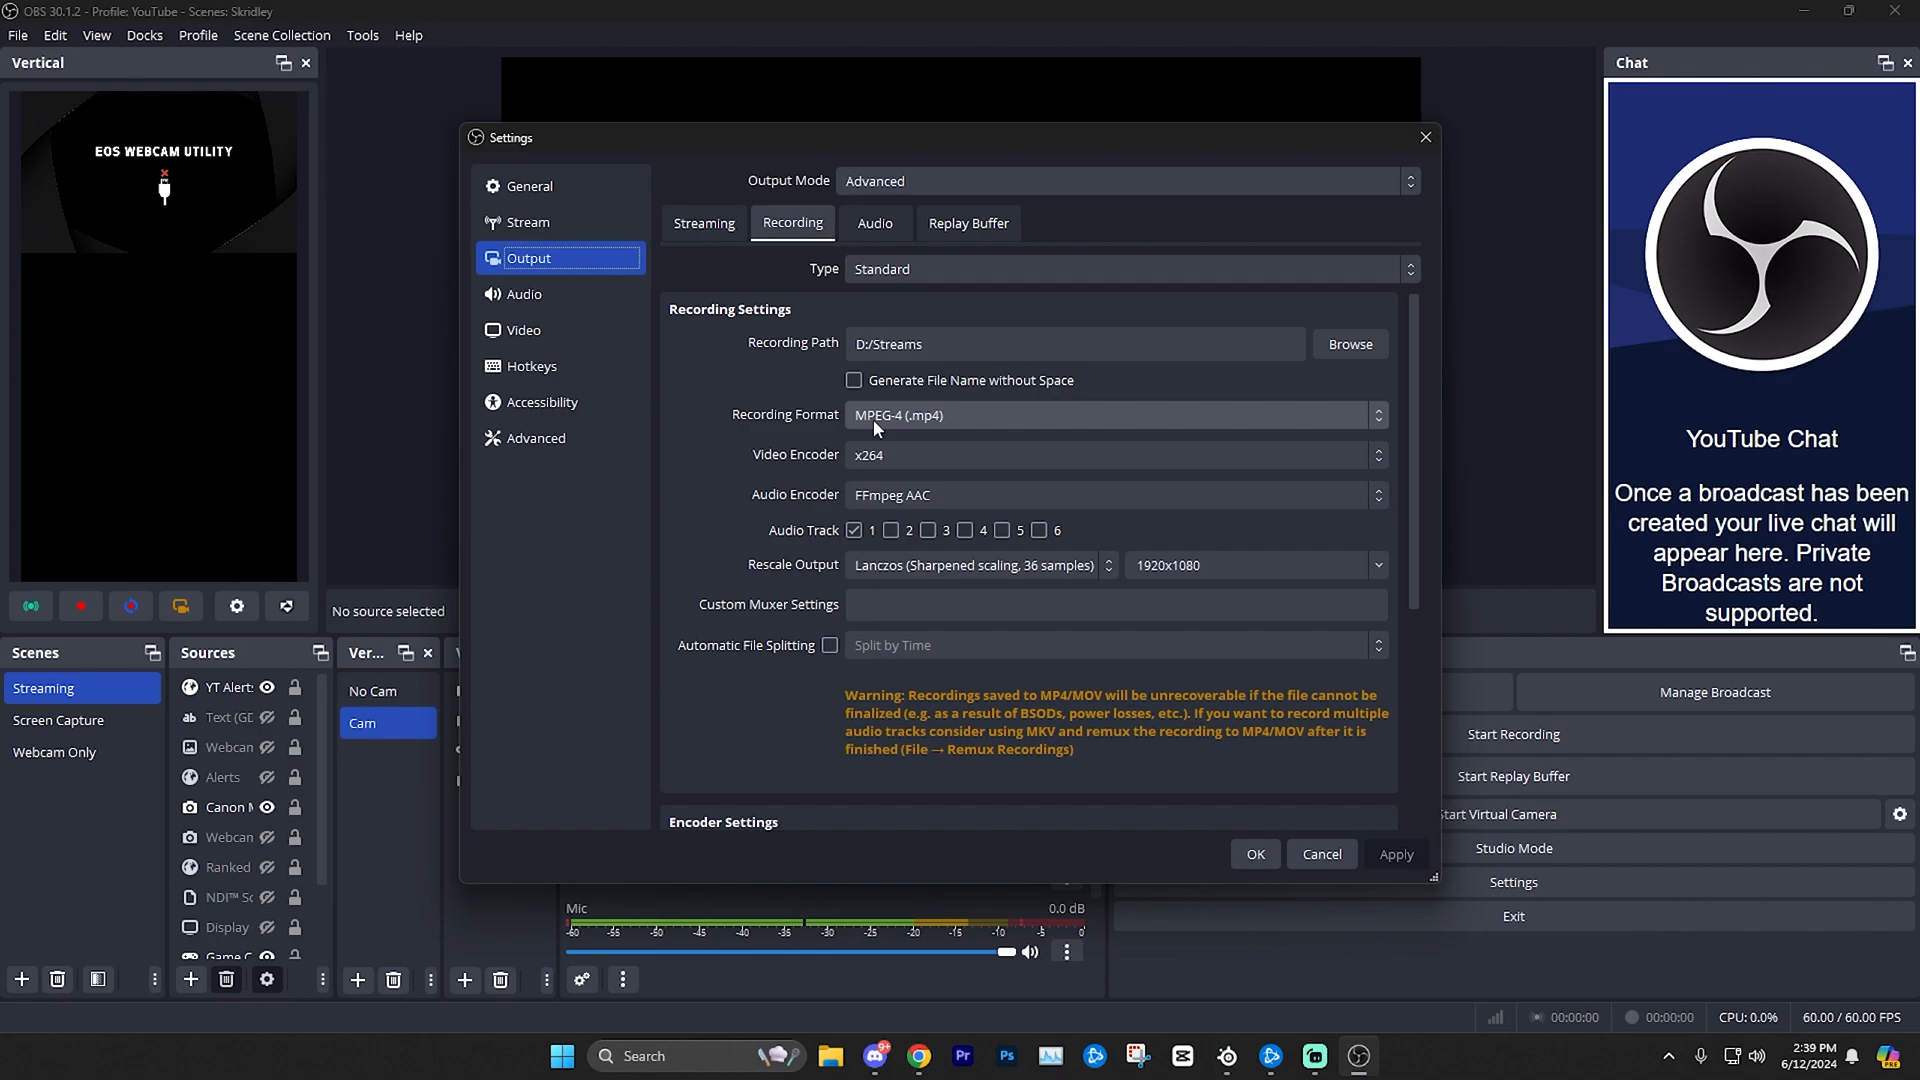 OBS 30.1.2 - Profile: YouTube - Scenes: Skridley
File Edit View Docks Profile Scene Collection Tools Help
Vertical
EOS WEBCAM UTILITY
Settings
General
Stream
Output
Audio
Video
Hotkeys
Accessibility
Advanced
Output Mode Advanced
Streaming Recording Audio Replay Buffer
Type Standard
Recording Settings
Recording Path D:/Streams Browse
Generate File Name without Space
Recording Format MPEG-4 (.mp4)
Video Encoder x264
Audio Encoder FFmpeg AAC
Audio Track 1 2 3 4 5 6
Rescale Output Lanczos (Sharpened scaling, 36 samples) 1920x1080
Custom Muxer Settings
Automatic File Splitting Split by Time
Warning: Recordings saved to MP4/MOV will be unrecoverable if the file cannot be
finalized (e.g. as a result of BSODs, power losses, etc.). If you want to record multiple
audio tracks consider using MKV and remux the recording to MP4/MOV after it is
finished (File → Remux Recordings)
Encoder Settings
OK Cancel Apply
Chat
YouTube Chat
Once a broadcast has been
created your live chat will
appear here. Private
Broadcasts are not
supported.
No source selected
Scenes
Streaming
Screen Capture
Webcam Only
Sources
YT Alert
Text (GD
Webcan
Alerts
Canon
Webcan
Ranked
NDI™
Display
Game
Ver...
No Cam
Cam
Mic 0.0 dB
-60 -55 -50 -45 -40 -35 -30 -25 -20 -15 -10 -5 0
Manage Broadcast
Start Recording
Start Replay Buffer
Start Virtual Camera
Studio Mode
Settings
Exit
00:00:00 00:00:00 CPU: 0.0% 60.00 / 60.00 FPS
Search
9+
Pr
Ps
2:39 PM
6/12/2024
PRE